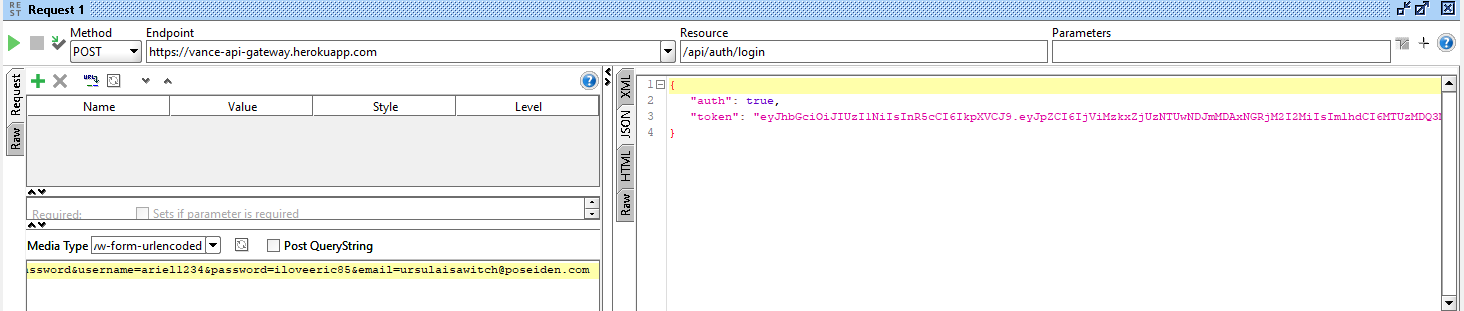 RE ST Request 1
Method Endpoint Resource Parameters
POST https://vance-api-gateway.herokuapp.com /api/auth/login
Request
Raw
Name Value Style Level
Required: Sets if parameter is required
Media Type w-form-urlencoded Post QueryString
ssword&username=ariel1234&password=iloveeric85&email=ursulaisawitch@poseiden.com
XML
JSON
HTML
Raw
1 {
2 "auth": true,
3 "token": "eyJhbGciOiJIUzI1NiIsInR5cCI6IkpXVCJ9.eyJpZCI6IjViMzkxZjUzNTUwNDJmMDAxNGRjM2I2MiIsImlhdCI6MTUzMDQ3
4 }